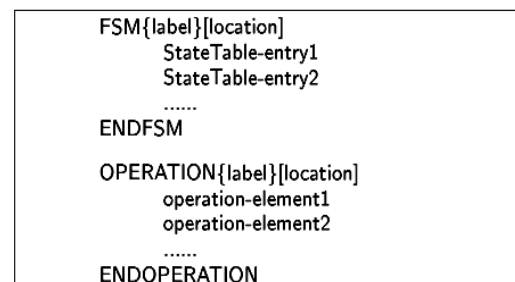 FSM{label}[location]
StateTable-entry1
StateTable-entry2
......
ENDFSM
OPERATION{label}[location]
operation-element1
operation-element2
......
ENDOPERATION